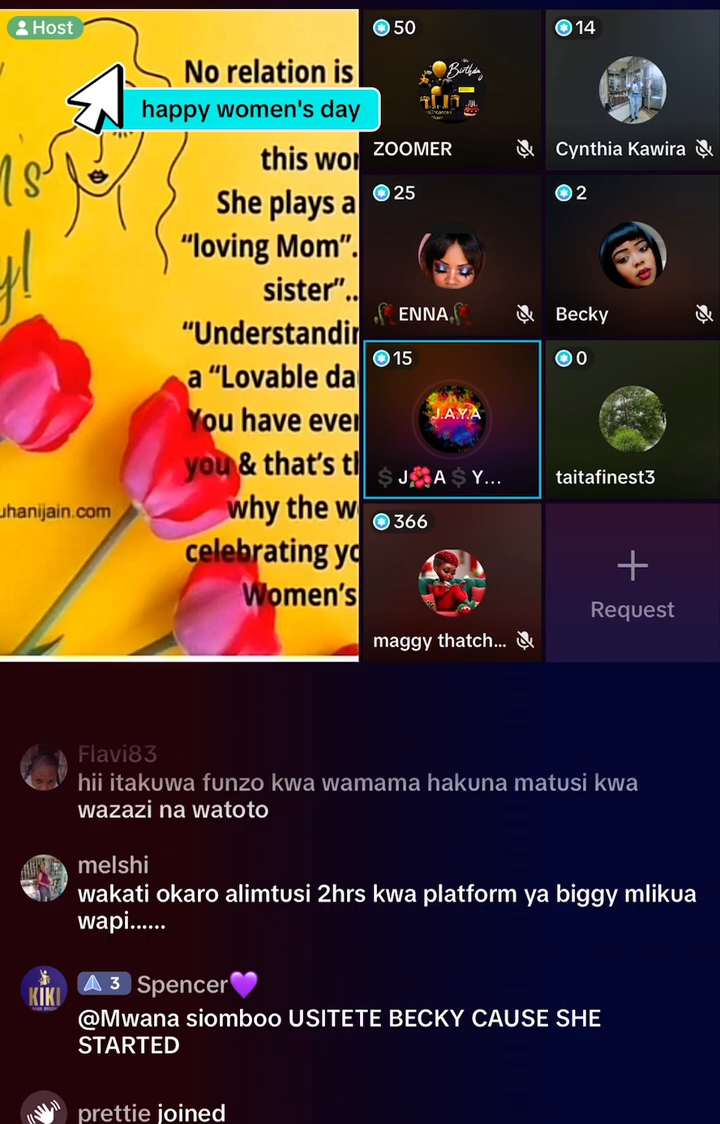 Host
No relation is
happy women's day
n's
this wor
She plays a
"loving Mom".
sister"..
y!
"Understandin
a "Lovable da
You have ever
you & that's th
uhanijain.com
why the w
celebrating yo
Women's
50
ZOOMER
14
Cynthia Kawira
25
🥀ENNA🥀
2
Becky
15
J.A.Y.A
💲J🌺A💲Y...
0
taitafinest3
366
maggy thatch...
+
Request
Flavi83
hii itakuwa funzo kwa wamama hakuna matusi kwa
wazazi na watoto
melshi
wakati okaro alimtusi 2hrs kwa platform ya biggy mlikua
wapi......
KIKI
3 Spencer💜
@Mwana siomboo USITETE BECKY CAUSE SHE
STARTED
prettie joined